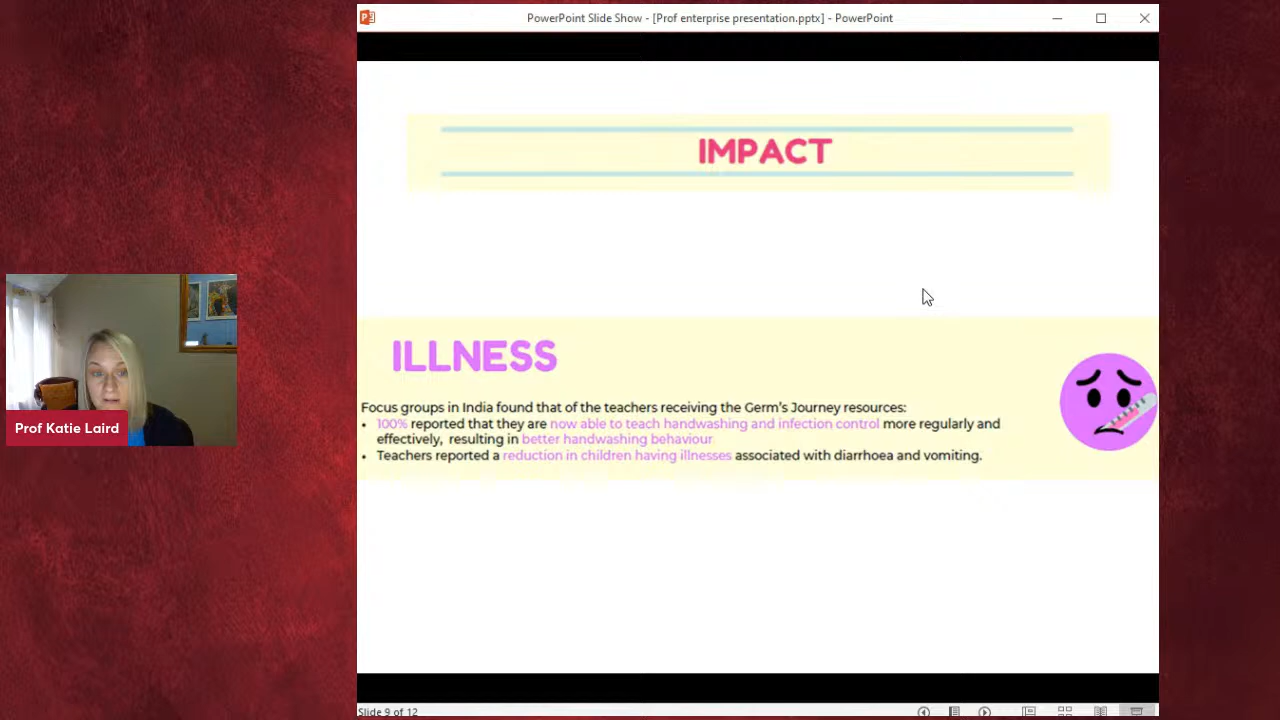 PowerPoint Slide Show - [Prof enterprise presentation.pptx] - PowerPoint
IMPACT
ILLNESS
Focus groups in India found that of the teachers receiving the Germ's Journey resources:
• 100% reported that they are now able to teach handwashing and infection control more regularly and
effectively, resulting in better handwashing behaviour
• Teachers reported a reduction in children having illnesses associated with diarrhoea and vomiting.
Prof Katie Laird
Slide 9 of 12